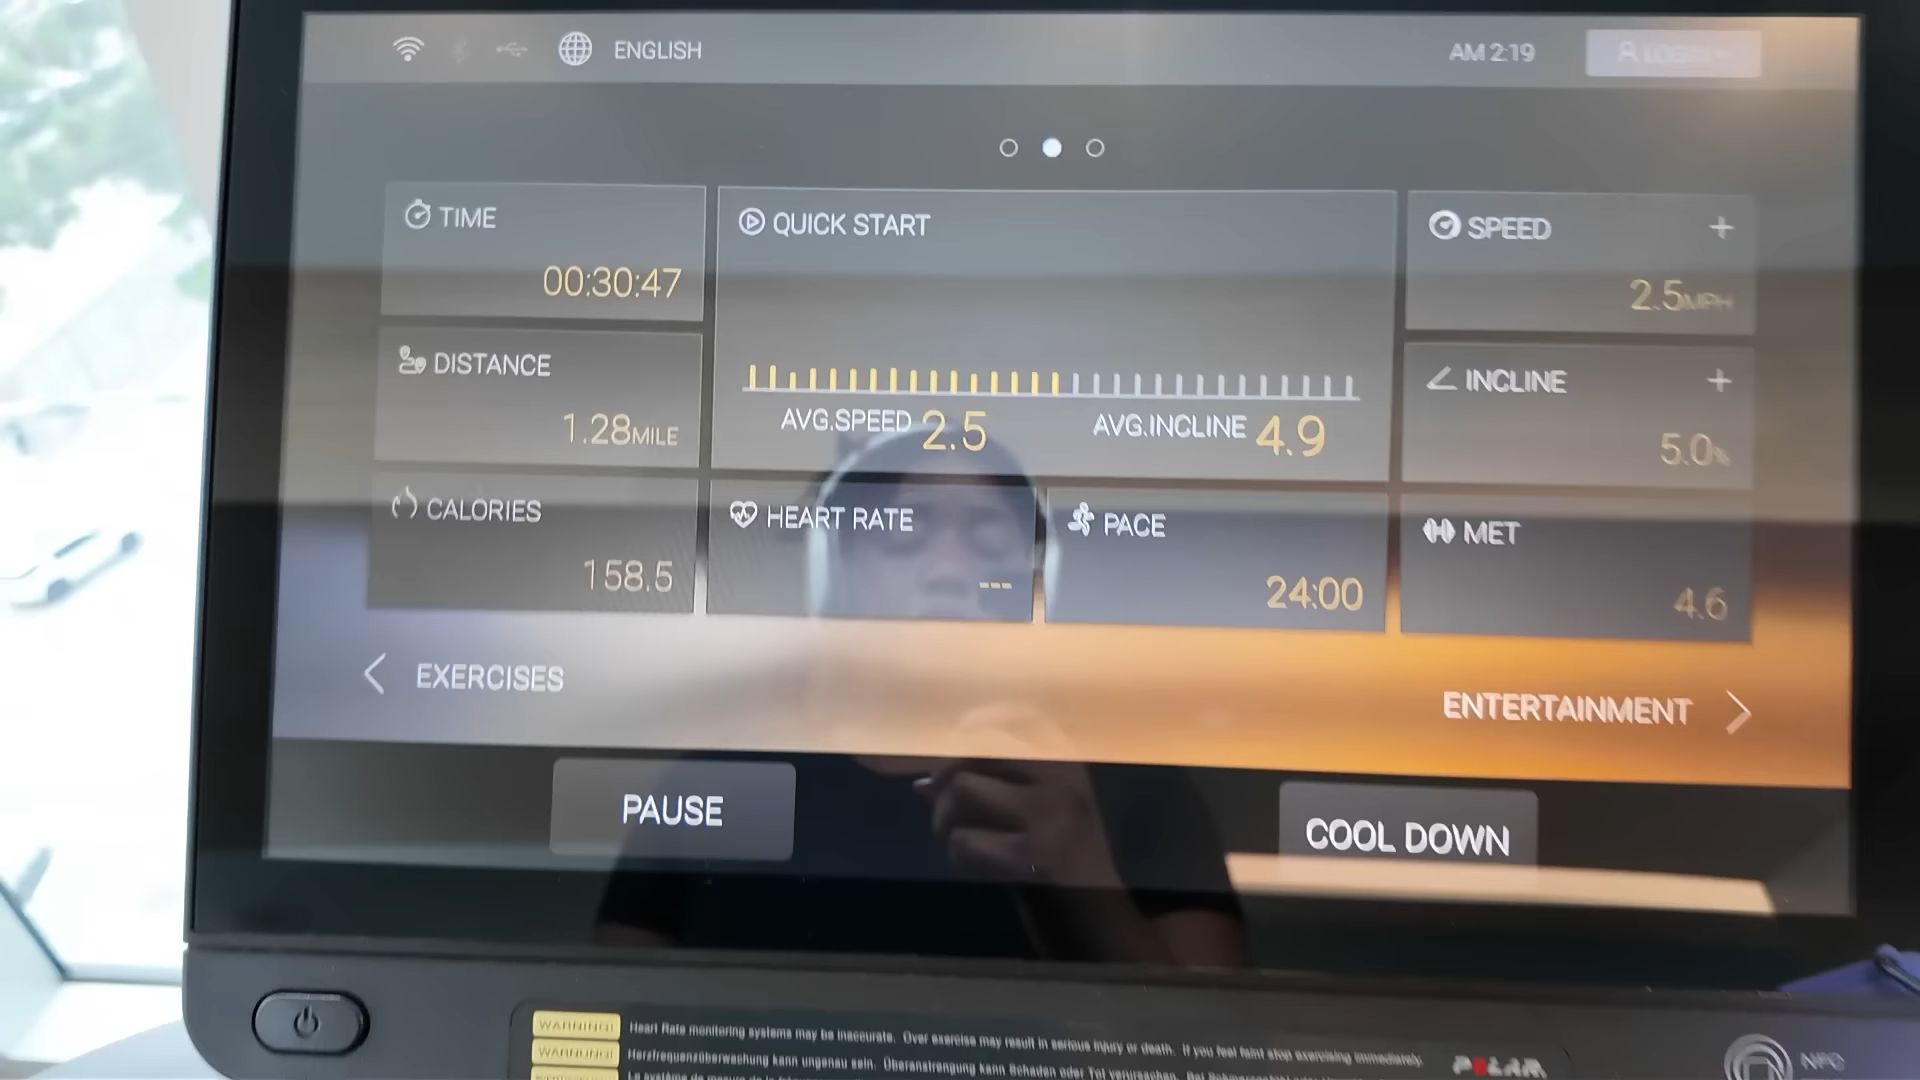 ENGLISH
AM 2:19
TIME
00:30:47
QUICK START
SPEED +
2.5MPH
DISTANCE
1.28MILE
AVG.SPEED 2.5
AVG.INCLINE 4.9
INCLINE +
5.0%
CALORIES
158.5
HEART RATE
---
PACE
24:00
MET
4.6
EXERCISES
ENTERTAINMENT
PAUSE
COOL DOWN
WARNING! Heart Rate monitoring systems may be inaccurate. Over exercise may result in serious injury or death. If you feel faint stop exercising immediately.
WARNUNG! Herzfrequenzüberwachung kann ungenau sein. Überanstrengung kann Schaden oder Tod verursachen.
POLAR
NFC